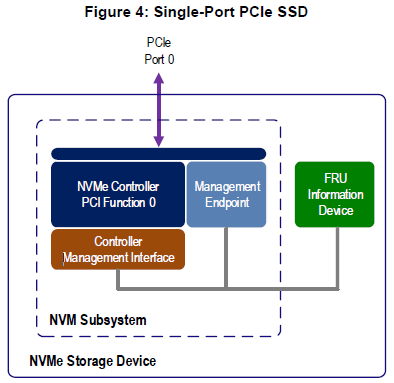 Figure 4: Single-Port PCIe SSD
PCIe
Port 0
NVMe Controller
PCI Function 0
Management
Endpoint
FRU
Information
Device
Controller
Management Interface
NVM Subsystem
NVMe Storage Device